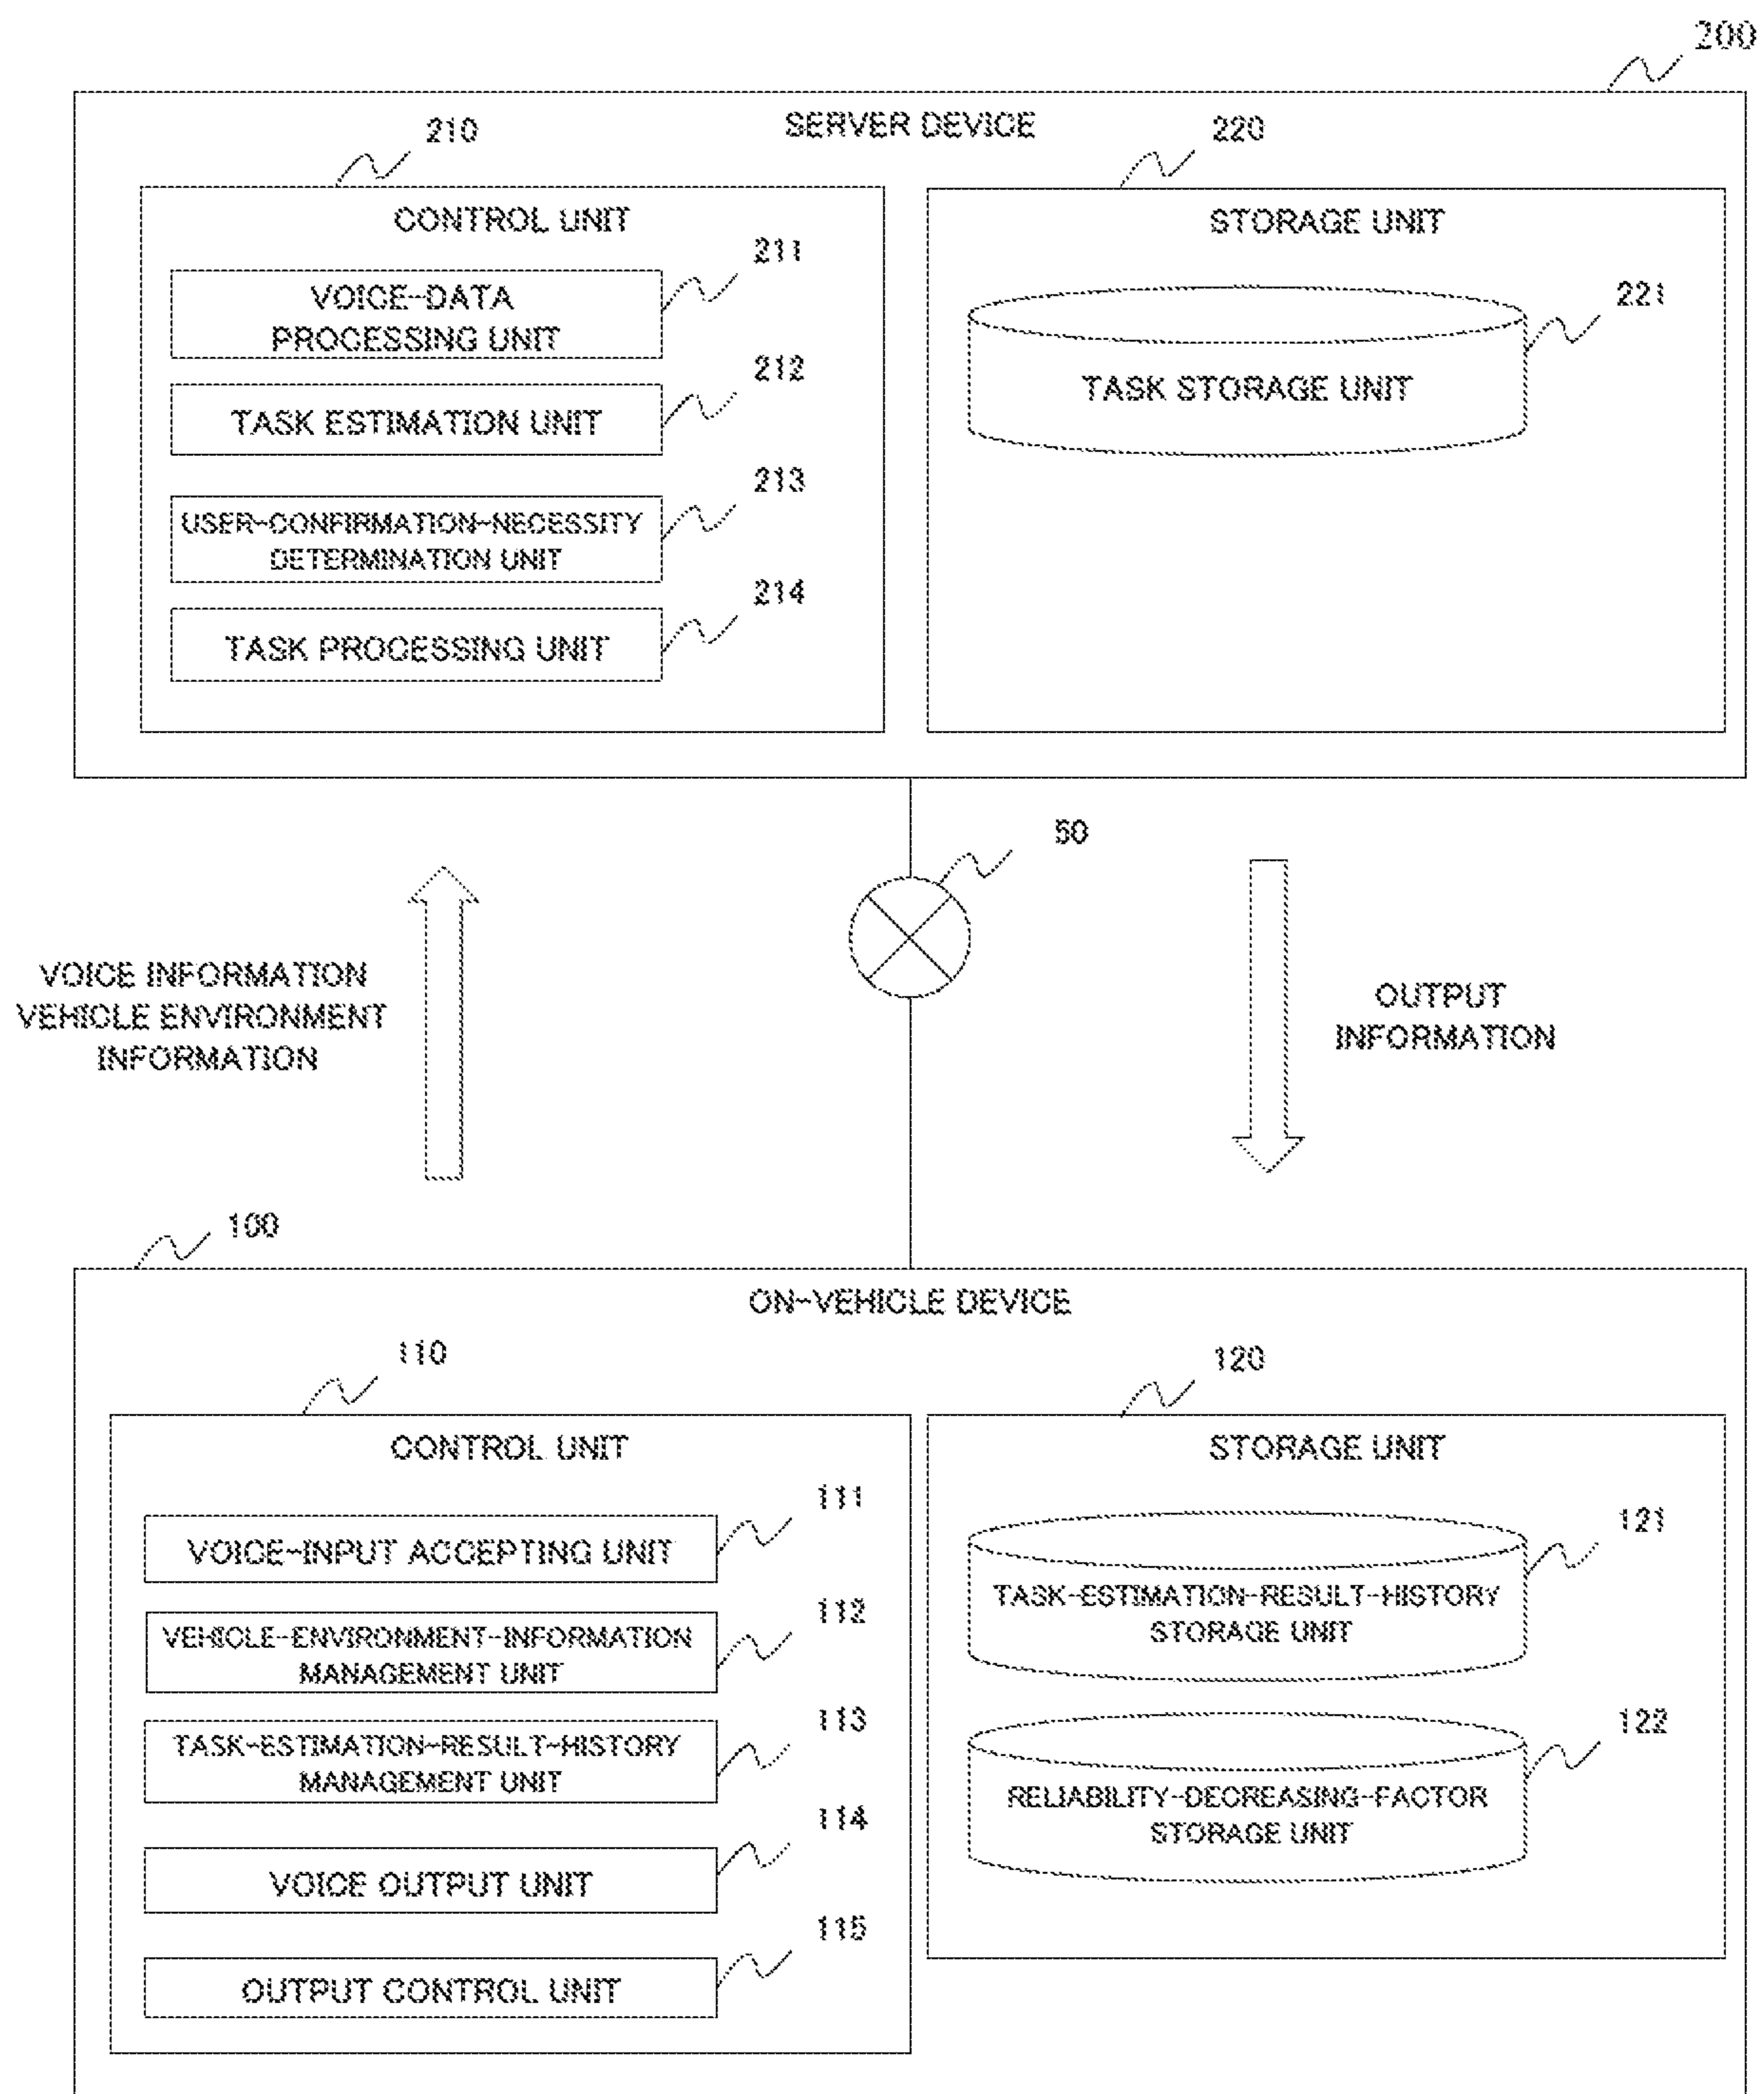 200
SERVER DEVICE
210
220
CONTROL UNIT
STORAGE UNIT
211
VOICE-DATA
PROCESSING UNIT
221
212
TASK ESTIMATION UNIT
TASK STORAGE UNIT
213
USER-CONFIRMATION-NECESSITY
DETERMINATION UNIT
214
TASK PROCESSING UNIT
50
VOICE INFORMATION
VEHICLE ENVIRONMENT
INFORMATION
OUTPUT
INFORMATION
100
ON-VEHICLE DEVICE
110
120
CONTROL UNIT
STORAGE UNIT
111
VOICE-INPUT ACCEPTING UNIT
121
TASK-ESTIMATION-RESULT-HISTORY
STORAGE UNIT
112
VEHICLE-ENVIRONMENT-INFORMATION
MANAGEMENT UNIT
113
TASK-ESTIMATION-RESULT-HISTORY
MANAGEMENT UNIT
122
RELIABILITY-DECREASING-FACTOR
STORAGE UNIT
114
VOICE OUTPUT UNIT
115
OUTPUT CONTROL UNIT